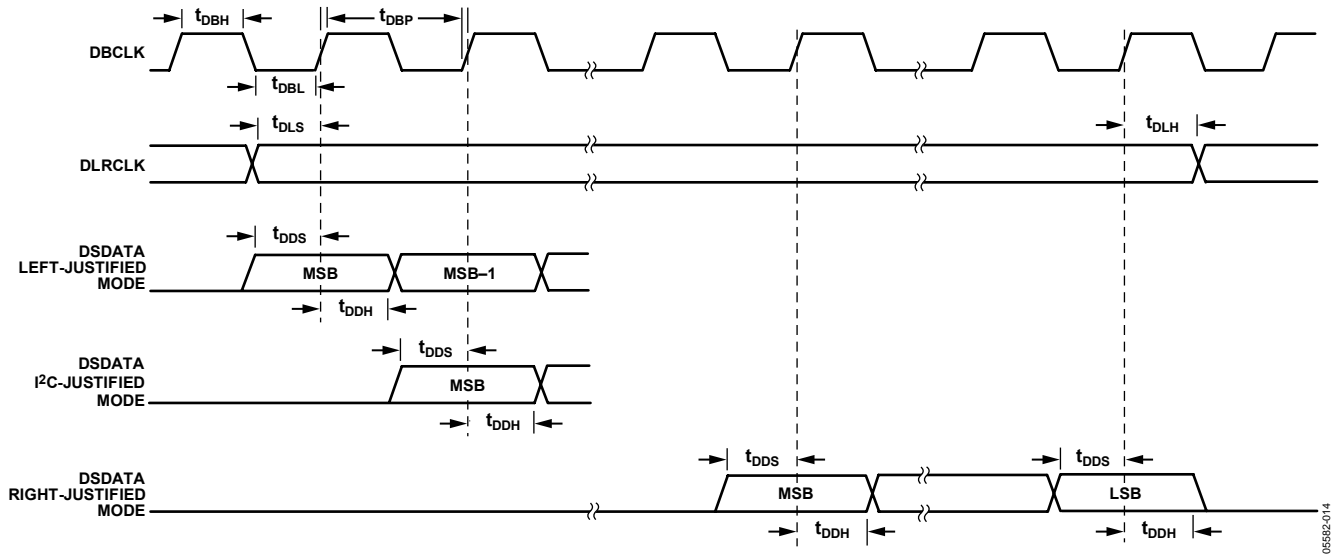 tDBH
tDBP
DBCLK
tDBL
tDLS
tDLH
DLRCLK
tDDS
DSDATA
LEFT-JUSTIFIED
MODE
MSB
MSB–1
tDDH
tDDS
DSDATA
I2C-JUSTIFIED
MODE
MSB
tDDH
tDDS
tDDS
DSDATA
RIGHT-JUSTIFIED
MODE
MSB
LSB
tDDH
tDDH
05582-014